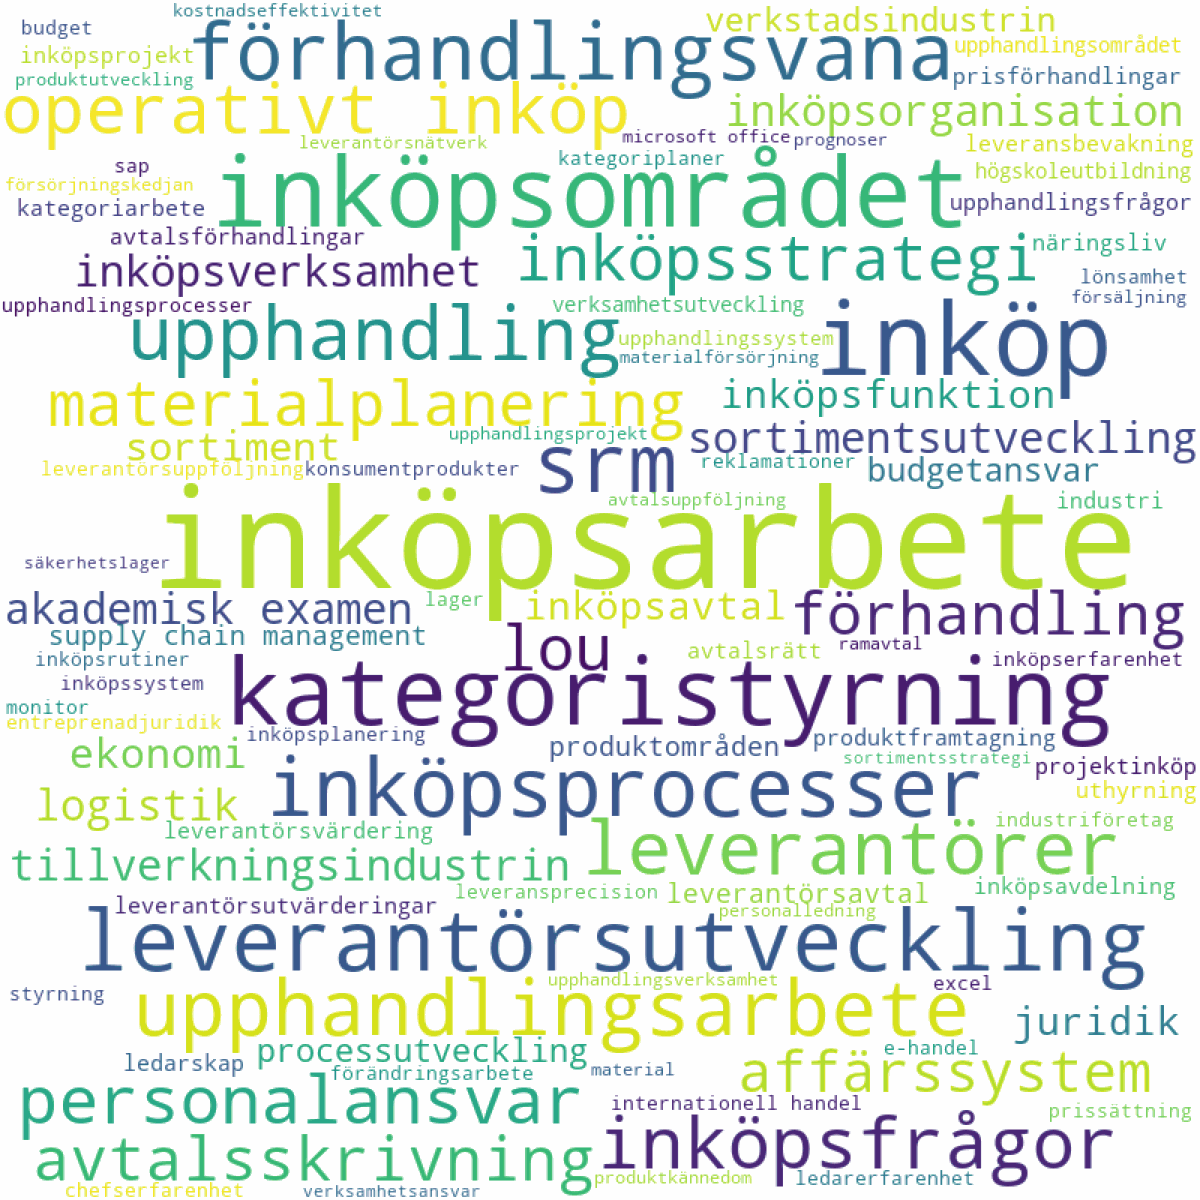 kostnadseffektivitet
verkstadsindustrin
budget
förhandlingsvana
upphandlingsområdet
inköpsprojekt
prisförhandlingar
produktutveckling
operativt inköp
inköpsorganisation
leverantörsnätverk
microsoft office
prognoser
leveransbevakning
sap
kategoriplaner
högskoleutbildning
försörjningskedjan
inköpsområdet
kategoriarbete
upphandlingsfrågor
avtalsförhandlingar
inköpsstrategi
näringsliv
inköpsverksamhet
lönsamhet
upphandlingsprocesser
verksamhetsutveckling
försäljning
upphandling
upphandlingssystem
inköp
materialförsörjning
materialplanering
inköpsfunktion
sortiment
upphandlingsprojekt
sortimentsutveckling
leverantörsuppföljning
konsumentprodukter
srm
reklamationer
budgetansvar
avtalsuppföljning
industri
inköpsarbete
säkerhetslager
akademisk examen
lager
inköpsavtal
förhandling
supply chain management
lou
avtalsrätt
ramavtal
inköpsrutiner
inköpserfarenhet
inköpssystem
kategoristyrning
monitor
entreprenadjuridik
inköpsplanering
ekonomi
produktområden
produktframtagning
sortimentsstrategi
projektinköp
inköpsprocesser
uthyrning
logistik
leverantörsvärdering
industriföretag
leverantörer
tillverkningsindustrin
leveransprecision
leverantörsavtal
inköpsavdelning
leverantörsutvärderingar
personalledning
leverantörsutveckling
upphandlingsverksamhet
excel
styrning
upphandlingsarbete
juridik
processutveckling
e-handel
ledarskap
förändringsarbete
material
affärssystem
personalansvar
internationell handel
prissättning
inköpsfrågor
avtalsskrivning
produktkännedom
ledarerfarenhet
chefserfarenhet
verksamhetsansvar